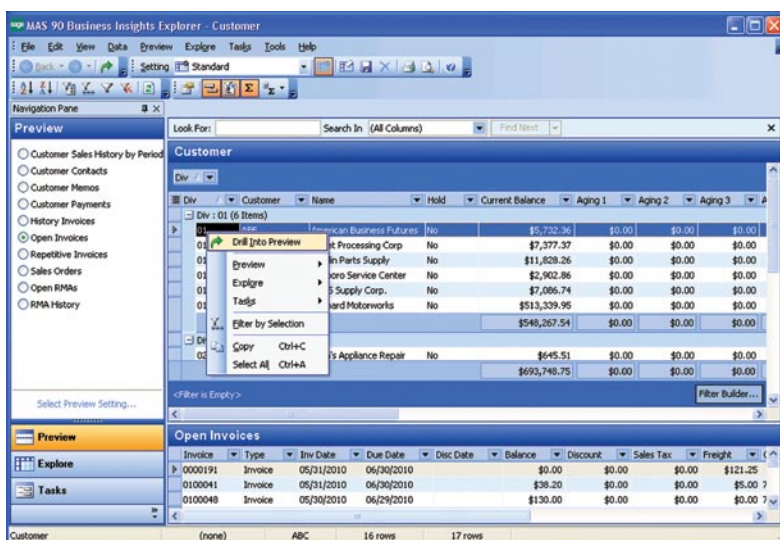 sage MAS 90 Business Insights Explorer - Customer
File Edit View Data Preview Explore Tasks Tools Help
Back Setting Standard
Navigation Pane
Preview
Customer Sales History by Period
Customer Contacts
Customer Memos
Customer Payments
History Invoices
Open Invoices
Repetitive Invoices
Sales Orders
Open RMAs
RMA History
Select Preview Setting...
Preview
Explore
Tasks
Look For: Search In (All Columns) Find Next
Customer
Div
Div Customer Name Hold Current Balance Aging 1 Aging 2 Aging 3 A
Div : 01 (6 Items)
01 ABF American Business Futures No $5,732.36 $0.00 $0.00 $0.00
01 et Processing Corp No $7,377.37 $0.00 $0.00 $0.00
01 in Parts Supply No $11,828.26 $0.00 $0.00 $0.00
01 boro Service Center No $2,902.86 $0.00 $0.00 $0.00
01 S Supply Corp. No $7,086.74 $0.00 $0.00 $0.00
01 ard Motorworks No $513,339.95 $0.00 $0.00 $0.00
$548,267.54 $0.00 $0.00 $0.00
02 's Appliance Repair No $645.51 $0.00 $0.00 $0.00
$693,748.75 $0.00 $0.00 $0.00
Drill Into Preview
Preview
Explore
Tasks
Filter by Selection
Copy Ctrl+C
Select All Ctrl+A
<Filter is Empty> Filter Builder...
Open Invoices
Invoice Type Inv Date Due Date Disc Date Balance Discount Sales Tax Freight
0000191 Invoice 05/31/2010 06/30/2010 $0.00 $0.00 $0.00 $121.25
0100041 Invoice 05/31/2010 06/30/2010 $38.20 $0.00 $0.00 $5.00 7
0100048 Invoice 05/30/2010 06/29/2010 $130.00 $0.00 $0.00 $0.00 7
Customer (none) ABC 16 rows 17 rows